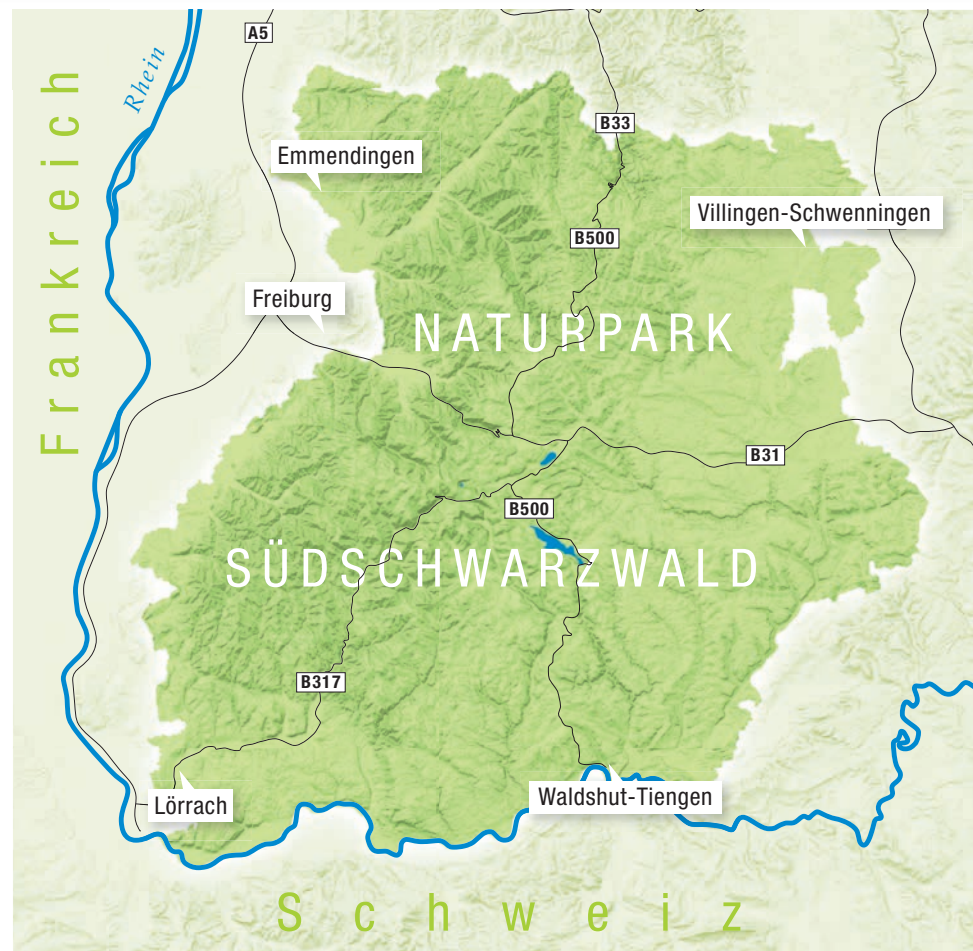 A5
Rhein
Frankreich
B33
Emmendingen
Villingen-Schwenningen
B500
Freiburg
NATURPARK
B31
B500
SÜDSCHWARZWALD
B317
Lörrach
Waldshut-Tiengen
Schweiz